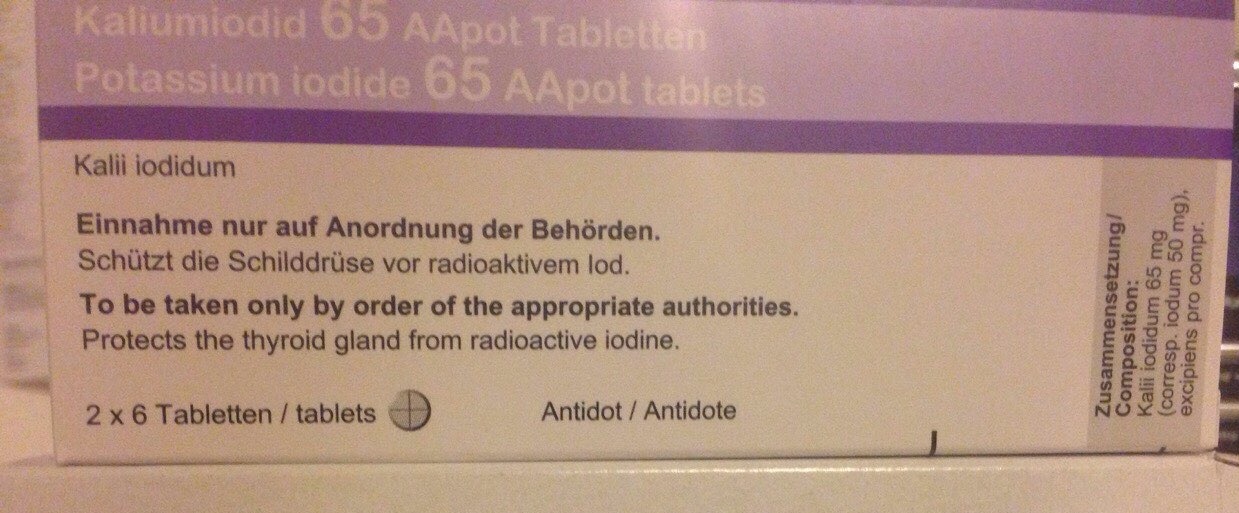 Kaliumiodid 65 AApot Tabletten
Potassium iodide 65 AApot tablets
Kalii iodidum
Einnahme nur auf Anordnung der Behörden.
Schützt die Schilddrüse vor radioaktivem Iod.
To be taken only by order of the appropriate authorities.
Protects the thyroid gland from radioactive iodine.
2 x 6 Tabletten / tablets
Antidot / Antidote
Zusammensetzung/
Composition:
Kalii iodidum 65 mg
(corresp. iodum 50 mg),
excipiens pro compr.